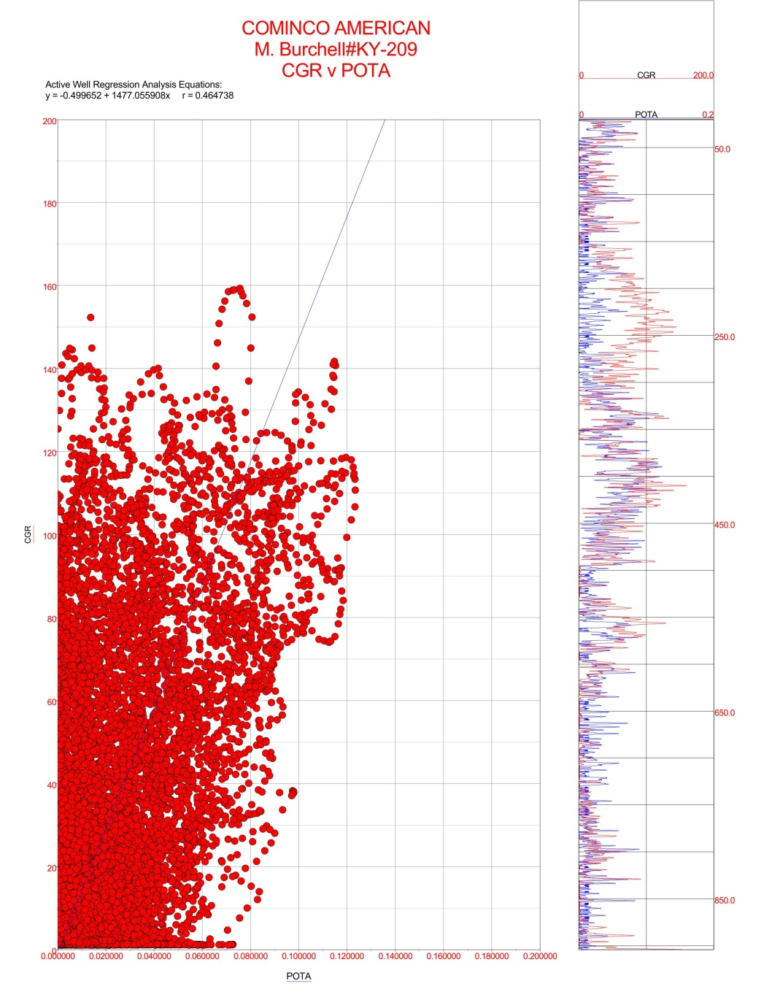 COMINCO AMERICAN
M. Burchell#KY-209
CGR v POTA
Active Well Regression Analysis Equations:
y = -0.499652 + 1477.055908x r = 0.464738
0 CGR 200.0
0 POTA 0.2
200
180
160
140
120
100
80
60
40
20
0
CGR
0.000000 0.020000 0.040000 0.060000 0.080000 0.100000 0.120000 0.140000 0.160000 0.180000 0.200000
POTA
50.0
250.0
450.0
650.0
850.0